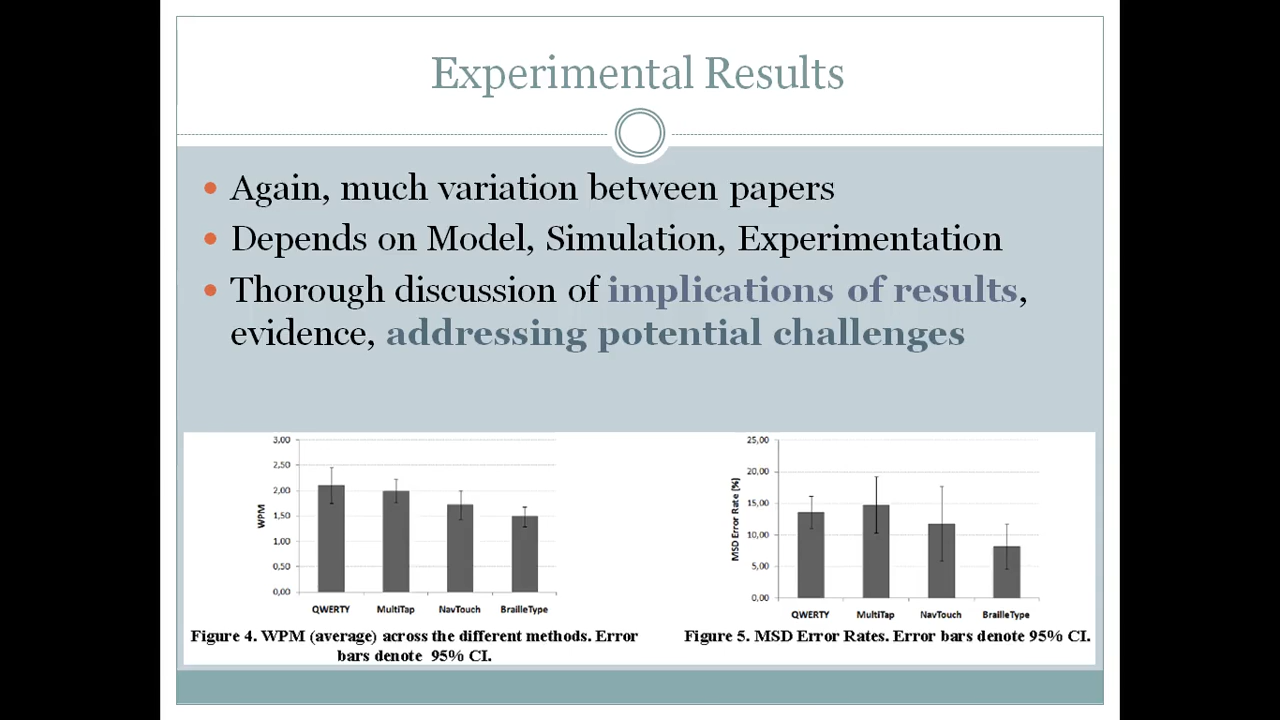 Experimental Results
Again, much variation between papers
Depends on Model, Simulation, Experimentation
Thorough discussion of implications of results,
evidence, addressing potential challenges
3,00
2,50
2,00
1,50
1,00
0,50
0,00
WPM
QWERTY MultiTap NavTouch BrailleType
Figure 4. WPM (average) across the different methods. Error
bars denote 95% CI.
25,00
20,00
15,00
10,00
5,00
0,00
MSD Error Rate (%)
QWERTY MultiTap NavTouch BrailleType
Figure 5. MSD Error Rates. Error bars denote 95% CI.